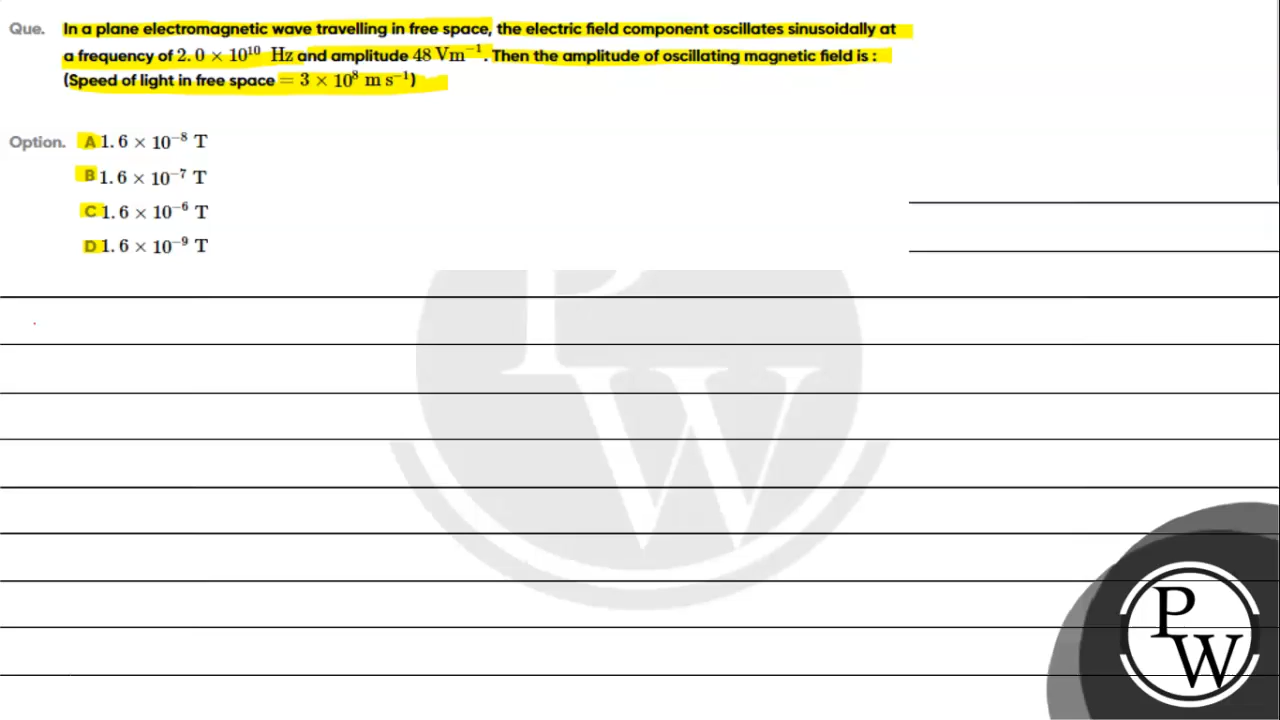 Que. In a plane electromagnetic wave travelling in free space, the electric field component oscillates sinusoidally at
a frequency of 2.0 × 10¹⁰ Hz and amplitude 48 Vm⁻¹. Then the amplitude of oscillating magnetic field is :
(Speed of light in free space = 3 × 10⁸ m s⁻¹)
Option. A 1.6 × 10⁻⁸ T
B 1.6 × 10⁻⁷ T
C 1.6 × 10⁻⁶ T
D 1.6 × 10⁻⁹ T
P
W
P
W